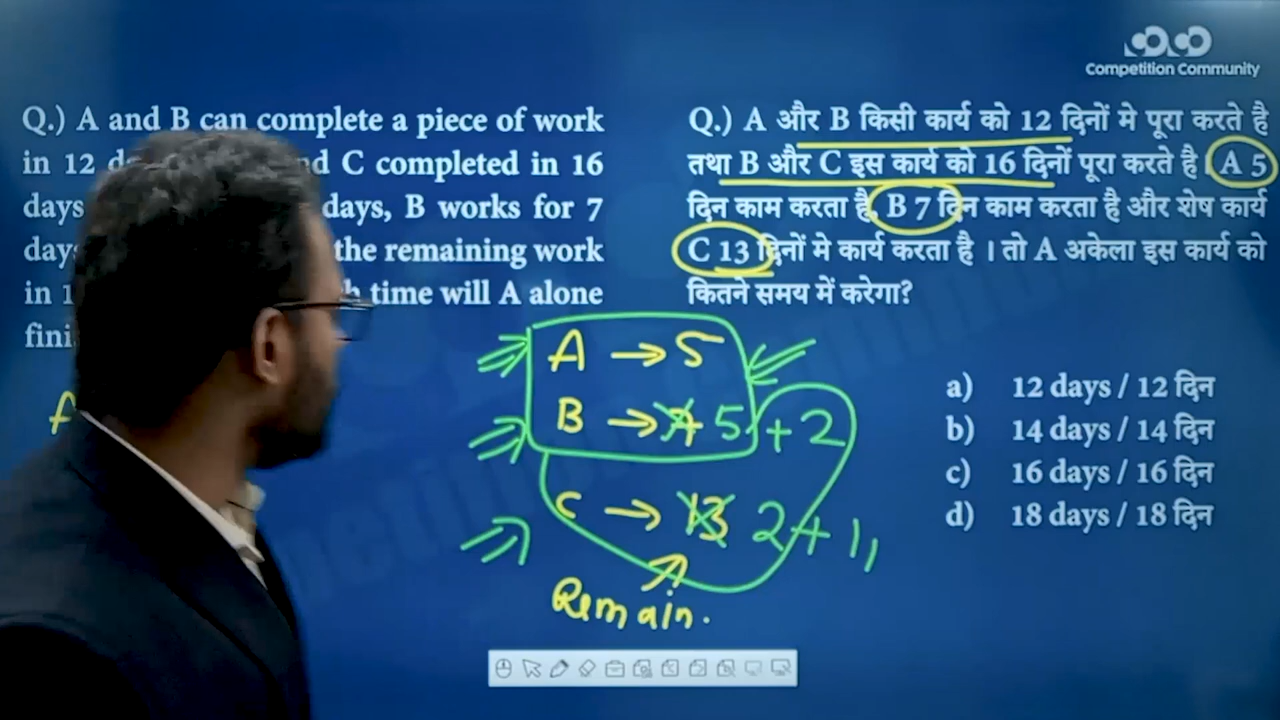 Competition Community
Q.) A and B can complete a piece of work
in 12 C completed in 16
days days, B works for 7
the remaining work
in time will A alone
Q.) A और B किसी कार्य को 12 दिनों मे पूरा करते है
तथा B और C इस कार्य को 16 दिनों पूरा करते है । A 5
दिन काम करता है, B 7 दिन काम करता है और शेष कार्य
C 13 दिनों मे कार्य करता है । तो A अकेला इस कार्य को
कितने समय में करेगा?
A → 5
B → 7 5 + 2
C → 13 2 + 11
Remain.
a) 12 days / 12 दिन
b) 14 days / 14 दिन
c) 16 days / 16 दिन
d) 18 days / 18 दिन